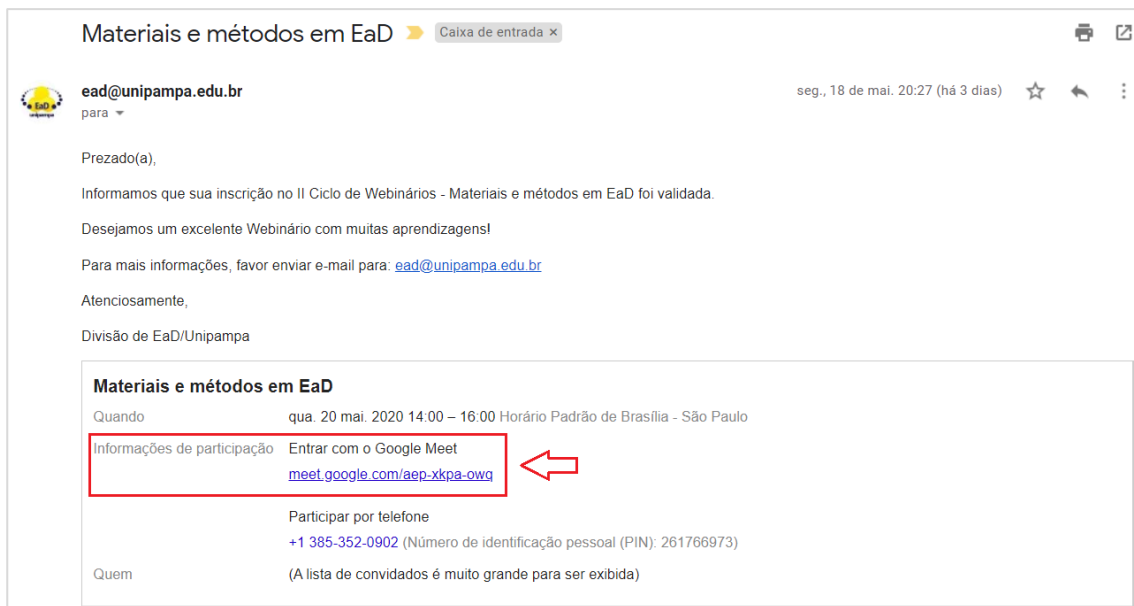 Materiais e métodos em EaD Caixa de entrada ×
EaD
unipampa
ead@unipampa.edu.br seg., 18 de mai. 20:27 (há 3 dias)
para
Prezado(a),
Informamos que sua inscrição no II Ciclo de Webinários - Materiais e métodos em EaD foi validada.
Desejamos um excelente Webinário com muitas aprendizagens!
Para mais informações, favor enviar e-mail para: ead@unipampa.edu.br
Atenciosamente,
Divisão de EaD/Unipampa
Materiais e métodos em EaD
Quando qua. 20 mai. 2020 14:00 – 16:00 Horário Padrão de Brasília - São Paulo
Informações de participação Entrar com o Google Meet
meet.google.com/aep-xkpa-owq
Participar por telefone
+1 385-352-0902 (Número de identificação pessoal (PIN): 261766973)
Quem (A lista de convidados é muito grande para ser exibida)